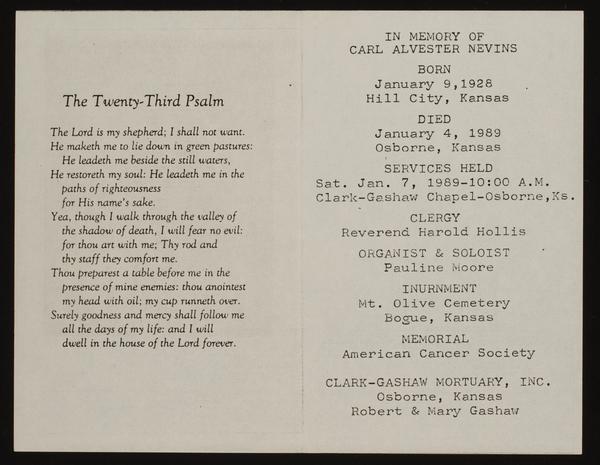 The Twenty-Third Psalm
The Lord is my shepherd; I shall not want.
He maketh me to lie down in green pastures:
He leadeth me beside the still waters,
He restoreth my soul: He leadeth me in the
paths of righteousness
for His name's sake.
Yea, though I walk through the valley of
the shadow of death, I will fear no evil:
for thou art with me; Thy rod and
thy staff they comfort me.
Thou preparest a table before me in the
presence of mine enemies: thou anointest
my head with oil; my cup runneth over.
Surely goodness and mercy shall follow me
all the days of my life: and I will
dwell in the house of the Lord forever.
IN MEMORY OF
CARL ALVESTER NEVINS
BORN
January 9,1928
Hill City, Kansas
DIED
January 4, 1989
Osborne, Kansas
SERVICES HELD
Sat. Jan. 7, 1989-10:00 A.M.
Clark-Gashaw Chapel-Osborne,Ks.
CLERGY
Reverend Harold Hollis
ORGANIST & SOLOIST
Pauline Moore
INURNMENT
Mt. Olive Cemetery
Bogue, Kansas
MEMORIAL
American Cancer Society
CLARK-GASHAW MORTUARY, INC.
Osborne, Kansas
Robert & Mary Gashaw